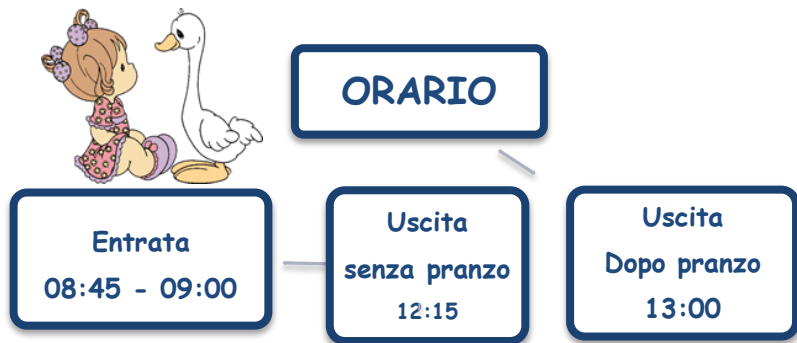 ORARIO
Entrata
08:45 - 09:00
Uscita
senza pranzo
12:15
Uscita
Dopo pranzo
13:00